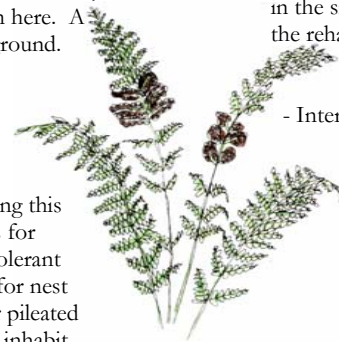 here. A
round.
in the s
the reha
- Inter
ng this
for
olerant
for nest
pileated
inhabit